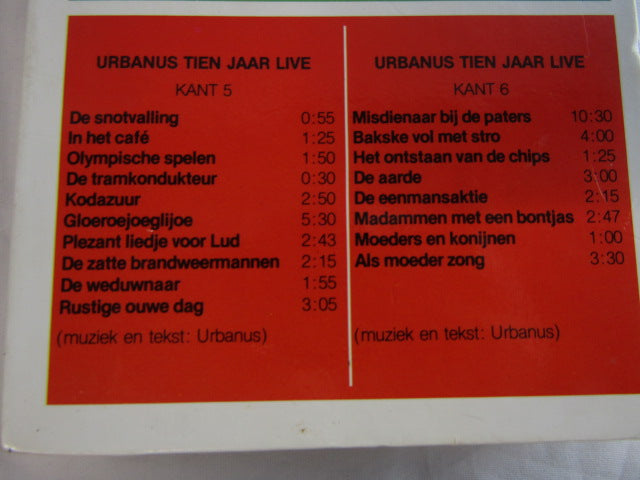 URBANUS TIEN JAAR LIVE
KANT 5
De snotvalling 0:55
In het café 1:25
Olympische spelen 1:50
De tramkondukteur 0:30
Kodazuur 2:50
Gloeroejoeglijoe 5:30
Plezant liedje voor Lud 2:43
De zatte brandweermannen 2:15
De weduwnaar 1:55
Rustige ouwe dag 3:05
(muziek en tekst: Urbanus)
URBANUS TIEN JAAR LIVE
KANT 6
Misdienaar bij de paters 10:30
Bakske vol met stro 4:00
Het ontstaan van de chips 1:25
De aarde 3:00
De eenmansaktie 2:15
Madammen met een bontjas 2:47
Moeders en konijnen 1:00
Als moeder zong 3:30
(muziek en tekst: Urbanus)